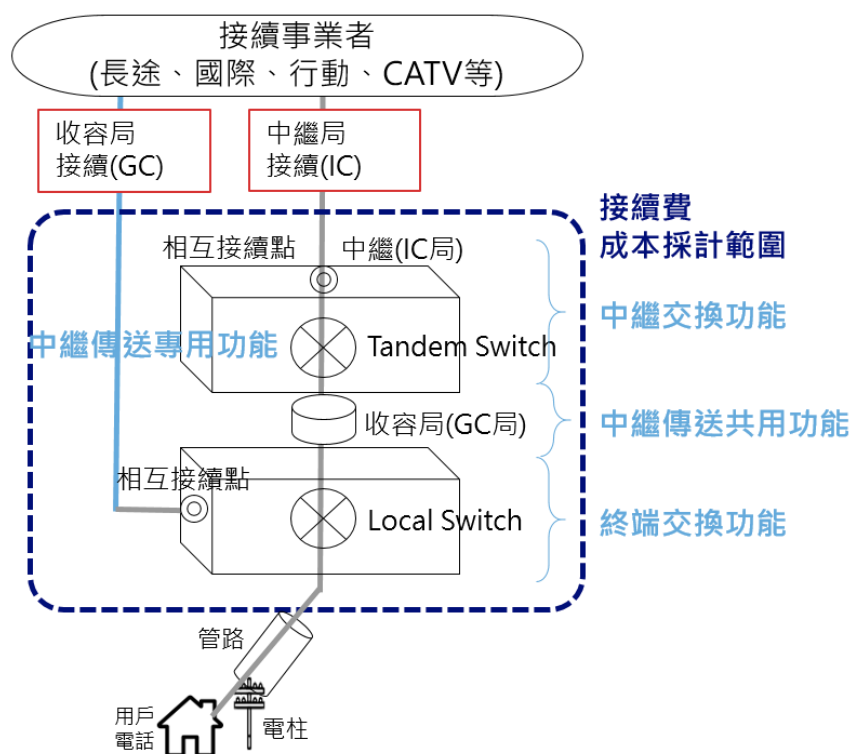 接續事業者
(長途、國際、行動、CATV等)
收容局
接續(GC)
中繼局
接續(IC)
接續費
成本採計範圍
相互接續點
中繼(IC局)
中繼交換功能
中繼傳送專用功能
Tandem Switch
收容局(GC局)
中繼傳送共用功能
相互接續點
Local Switch
終端交換功能
管路
用戶
電話
電柱